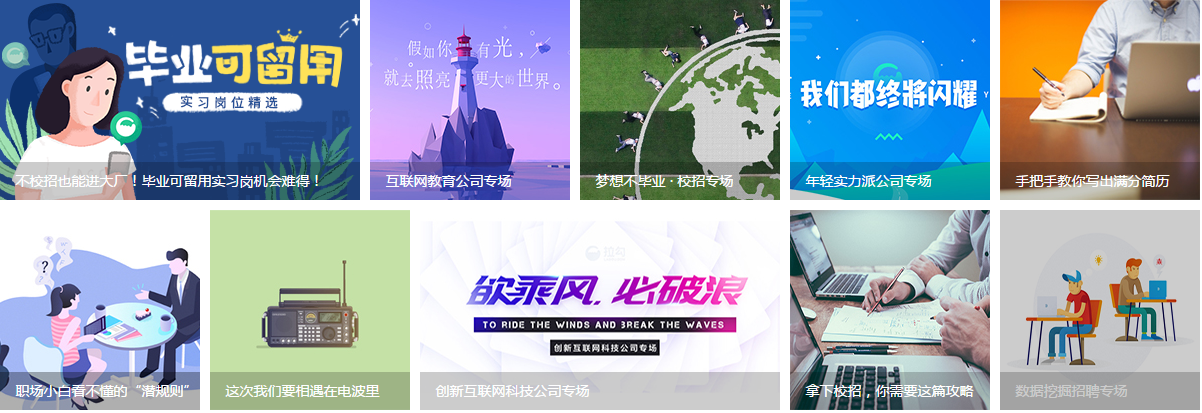 毕业可留用
实习岗位精选
不校招也能进大厂！毕业可留用实习岗机会难得！
假如你有光，
就去照亮更大的世界。
互联网教育公司专场
梦想不毕业·校招专场
我们都终将闪耀
年轻实力派公司专场
手把手教你写出满分简历
职场小白看不懂的“潜规则”
这次我们要相遇在电波里
拉勾
欲乘风，必破浪
TO RIDE THE WINDS AND BREAK THE WAVES
创新互联网科技公司专场
创新互联网科技公司专场
拿下校招，你需要这篇攻略
数据挖掘招聘专场